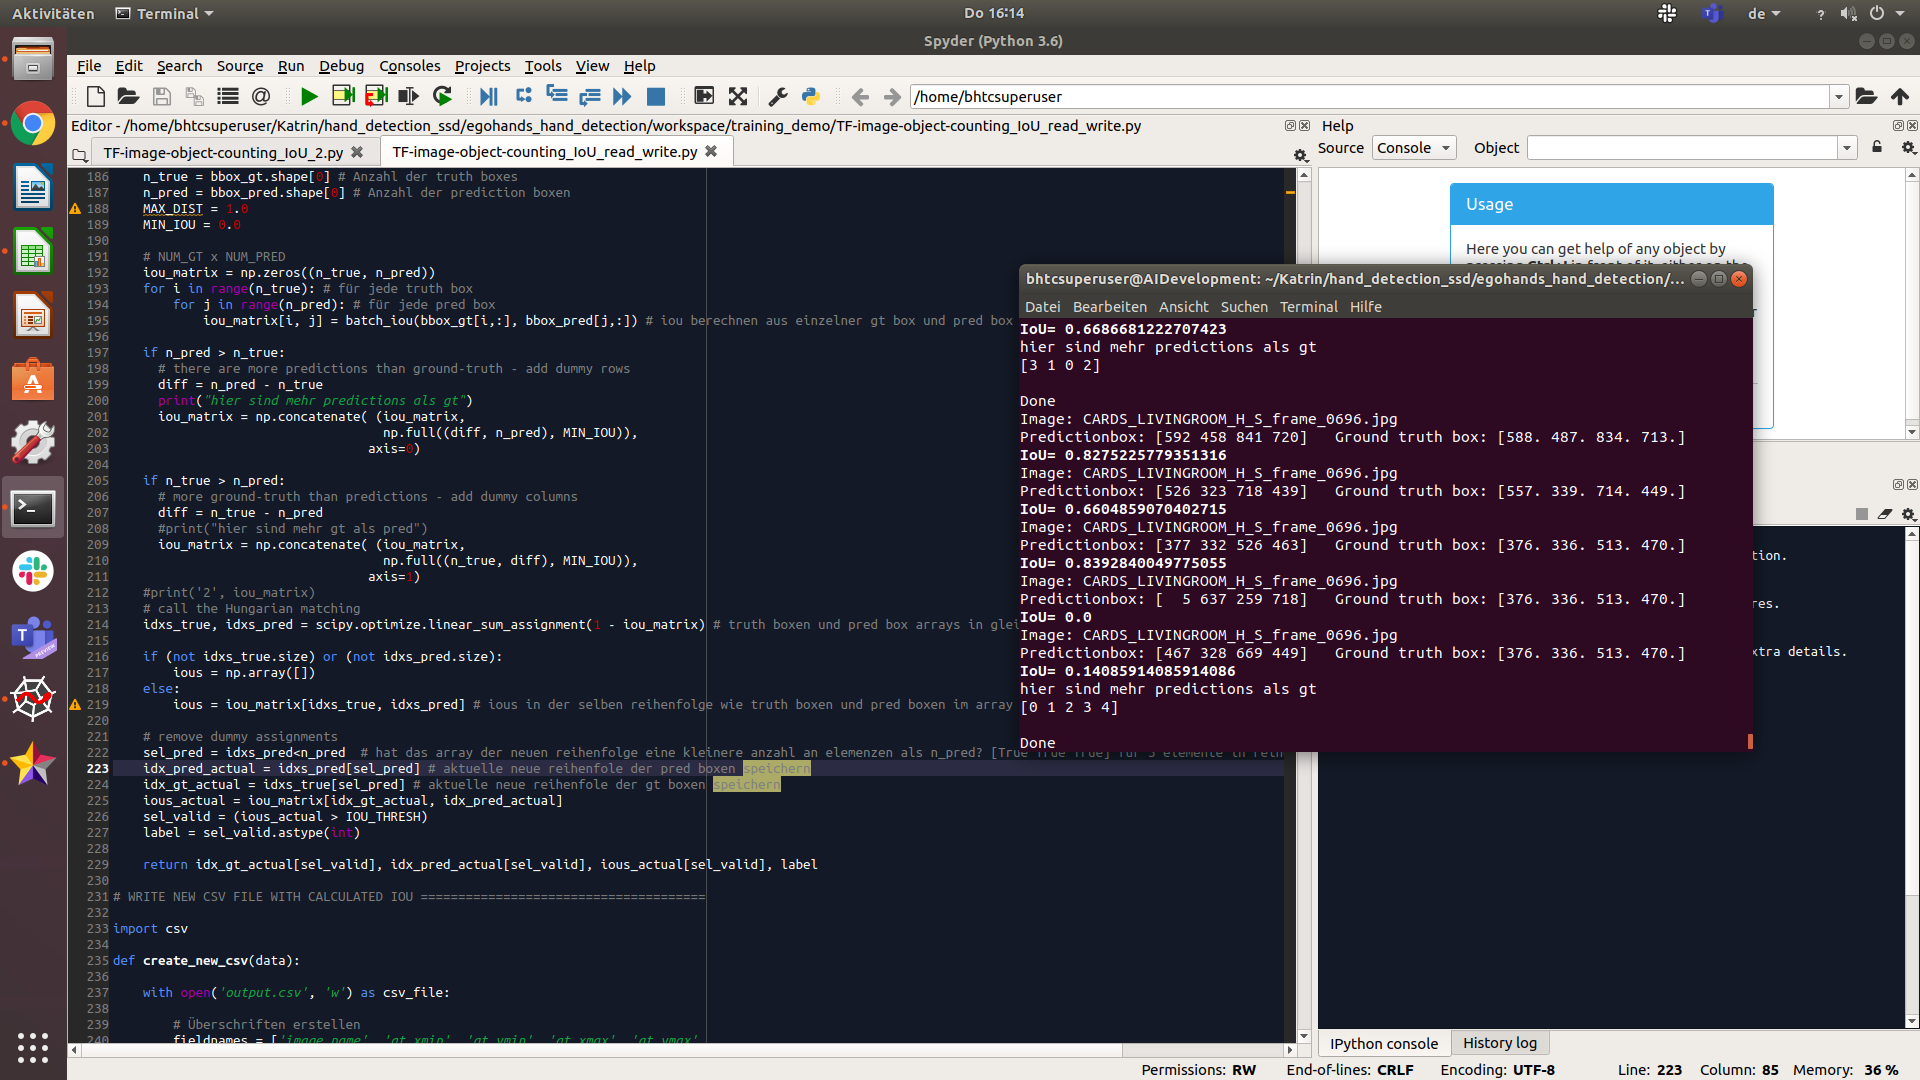 Aktivitäten Terminal Do 16:14 de ?
Spyder (Python 3.6)
File Edit Search Source Run Debug Consoles Projects Tools View Help
/home/bhtcsuperuser
Editor - /home/bhtcsuperuser/Katrin/hand_detection_ssd/egohands_hand_detection/workspace/training_demo/TF-image-object-counting_IoU_read_write.py
TF-image-object-counting_IoU_2.py TF-image-object-counting_IoU_read_write.py
186 n_true = bbox_gt.shape[0] # Anzahl der truth boxes
187 n_pred = bbox_pred.shape[0] # Anzahl der prediction boxen
188 MAX_DIST = 1.0
189 MIN_IOU = 0.0
190
191 # NUM_GT x NUM_PRED
192 iou_matrix = np.zeros((n_true, n_pred))
193 for i in range(n_true): # für jede truth box
194 for j in range(n_pred): # für jede pred box
195 iou_matrix[i, j] = batch_iou(bbox_gt[i,:], bbox_pred[j,:]) # iou berechnen aus einzelner gt box und pred box
196
197 if n_pred > n_true:
198 # there are more predictions than ground-truth - add dummy rows
199 diff = n_pred - n_true
200 print("hier sind mehr predictions als gt")
201 iou_matrix = np.concatenate( (iou_matrix,
202 np.full((diff, n_pred), MIN_IOU)),
203 axis=0)
204
205 if n_true > n_pred:
206 # more ground-truth than predictions - add dummy columns
207 diff = n_true - n_pred
208 #print("hier sind mehr gt als pred")
209 iou_matrix = np.concatenate( (iou_matrix,
210 np.full((n_true, diff), MIN_IOU)),
211 axis=1)
212 #print('2', iou_matrix)
213 # call the Hungarian matching
214 idxs_true, idxs_pred = scipy.optimize.linear_sum_assignment(1 - iou_matrix) # truth boxen und pred box arrays in glei
215
216 if (not idxs_true.size) or (not idxs_pred.size):
217 ious = np.array([])
218 else:
219 ious = iou_matrix[idxs_true, idxs_pred] # ious in der selben reihenfolge wie truth boxen und pred boxen im array
220
221 # remove dummy assignments
222 sel_pred = idxs_pred<n_pred # hat das array der neuen reihenfolge eine kleinere anzahl an elemenzen als n_pred? [True True True] für 3 elemente in reih
223 idx_pred_actual = idxs_pred[sel_pred] # aktuelle neue reihenfole der pred boxen speichern
224 idx_gt_actual = idxs_true[sel_pred] # aktuelle neue reihenfole der gt boxen speichern
225 ious_actual = iou_matrix[idx_gt_actual, idx_pred_actual]
226 sel_valid = (ious_actual > IOU_THRESH)
227 label = sel_valid.astype(int)
228
229 return idx_gt_actual[sel_valid], idx_pred_actual[sel_valid], ious_actual[sel_valid], label
230
231 # WRITE NEW CSV FILE WITH CALCULATED IOU ======================================
232
233 import csv
234
235 def create_new_csv(data):
236
237 with open('output.csv', 'w') as csv_file:
238
239 # Überschriften erstellen
240 fieldnames = ['image_name', 'gt_xmin', 'gt_ymin', 'gt_xmax', 'gt_ymax',
Help
Source Console Object
Usage
Here you can get help of any object by
bhtcsuperuser@AIDevelopment: ~/Katrin/hand_detection_ssd/egohands_hand_detection/...
Datei Bearbeiten Ansicht Suchen Terminal Hilfe
IoU= 0.6686681222707423
hier sind mehr predictions als gt
[3 1 0 2]
Done
Image: CARDS_LIVINGROOM_H_S_frame_0696.jpg
Predictionbox: [592 458 841 720] Ground truth box: [588. 487. 834. 713.]
IoU= 0.8275225779351316
Image: CARDS_LIVINGROOM_H_S_frame_0696.jpg
Predictionbox: [526 323 718 439] Ground truth box: [557. 339. 714. 449.]
IoU= 0.6604859070402715
Image: CARDS_LIVINGROOM_H_S_frame_0696.jpg
Predictionbox: [377 332 526 463] Ground truth box: [376. 336. 513. 470.]
IoU= 0.8392840049775055
Image: CARDS_LIVINGROOM_H_S_frame_0696.jpg
Predictionbox: [ 5 637 259 718] Ground truth box: [376. 336. 513. 470.]
IoU= 0.0
Image: CARDS_LIVINGROOM_H_S_frame_0696.jpg
Predictionbox: [467 328 669 449] Ground truth box: [376. 336. 513. 470.]
IoU= 0.14085914085914086
hier sind mehr predictions als gt
[0 1 2 3 4]
Done
tion.
res.
xtra details.
IPython console History log
Permissions: RW End-of-lines: CRLF Encoding: UTF-8 Line: 223 Column: 85 Memory: 36 %